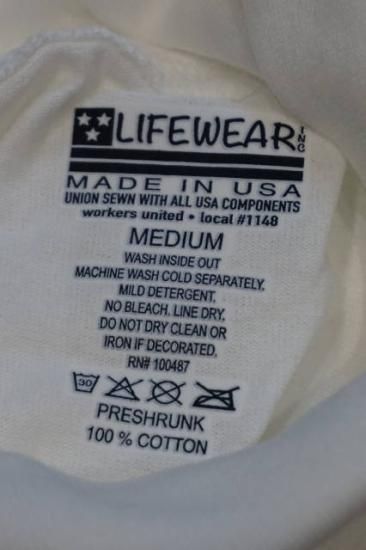 LIFEWEAR INC
MADE IN USA
UNION SEWN WITH ALL USA COMPONENTS
workers united • local #1148
MEDIUM
WASH INSIDE OUT
MACHINE WASH COLD SEPARATELY,
MILD DETERGENT,
NO BLEACH. LINE DRY,
DO NOT DRY CLEAN OR
IRON IF DECORATED,
RN# 100487
30
PRESHRUNK
100 % COTTON